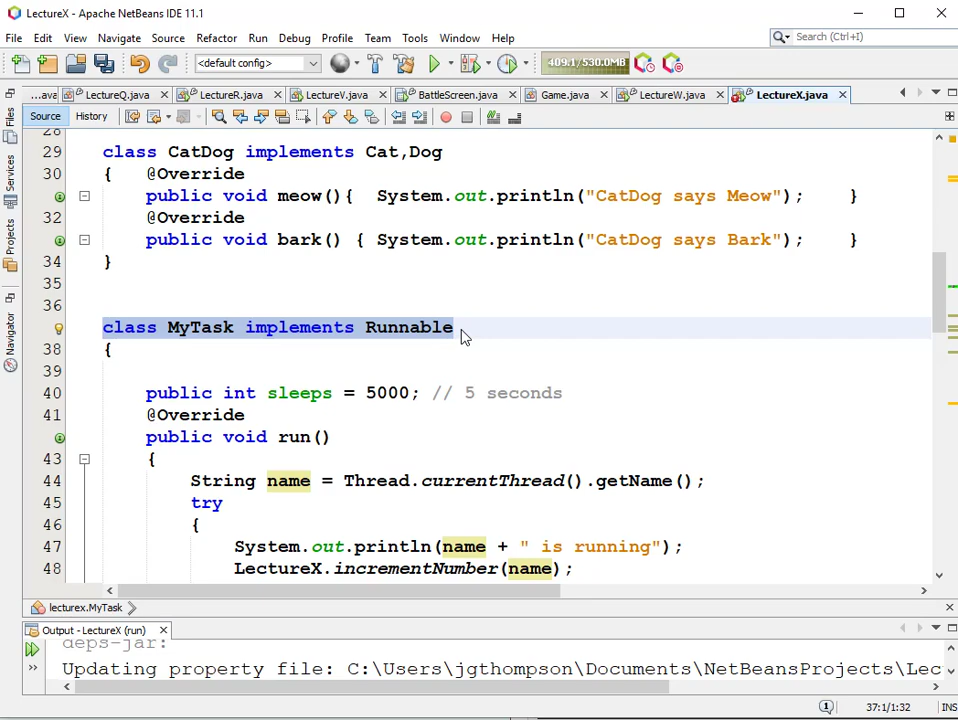 LectureX - Apache NetBeans IDE 11.1
File Edit View Navigate Source Refactor Run Debug Profile Team Tools Window Help
Search (Ctrl+I)
<default config>
409.1/530.0MB
...ava LectureQ.java LectureR.java LectureV.java BattleScreen.java Game.java LectureW.java LectureX.java
Source History
Files
Services
Projects
Navigator
28
29 class CatDog implements Cat,Dog
30 { @Override
public void meow(){ System.out.println("CatDog says Meow"); }
32 @Override
public void bark() { System.out.println("CatDog says Bark"); }
34 }
35
36
class MyTask implements Runnable
38 {
39
40 public int sleeps = 5000; // 5 seconds
41 @Override
public void run()
43 {
44 String name = Thread.currentThread().getName();
45 try
46 {
47 System.out.println(name + " is running");
48 LectureX.incrementNumber(name);
lecturex.MyTask
Output - LectureX (run)
deps-jar:
Updating property file: C:\Users\jgthompson\Documents\NetBeansProjects\Lec
37:1/1:32 INS